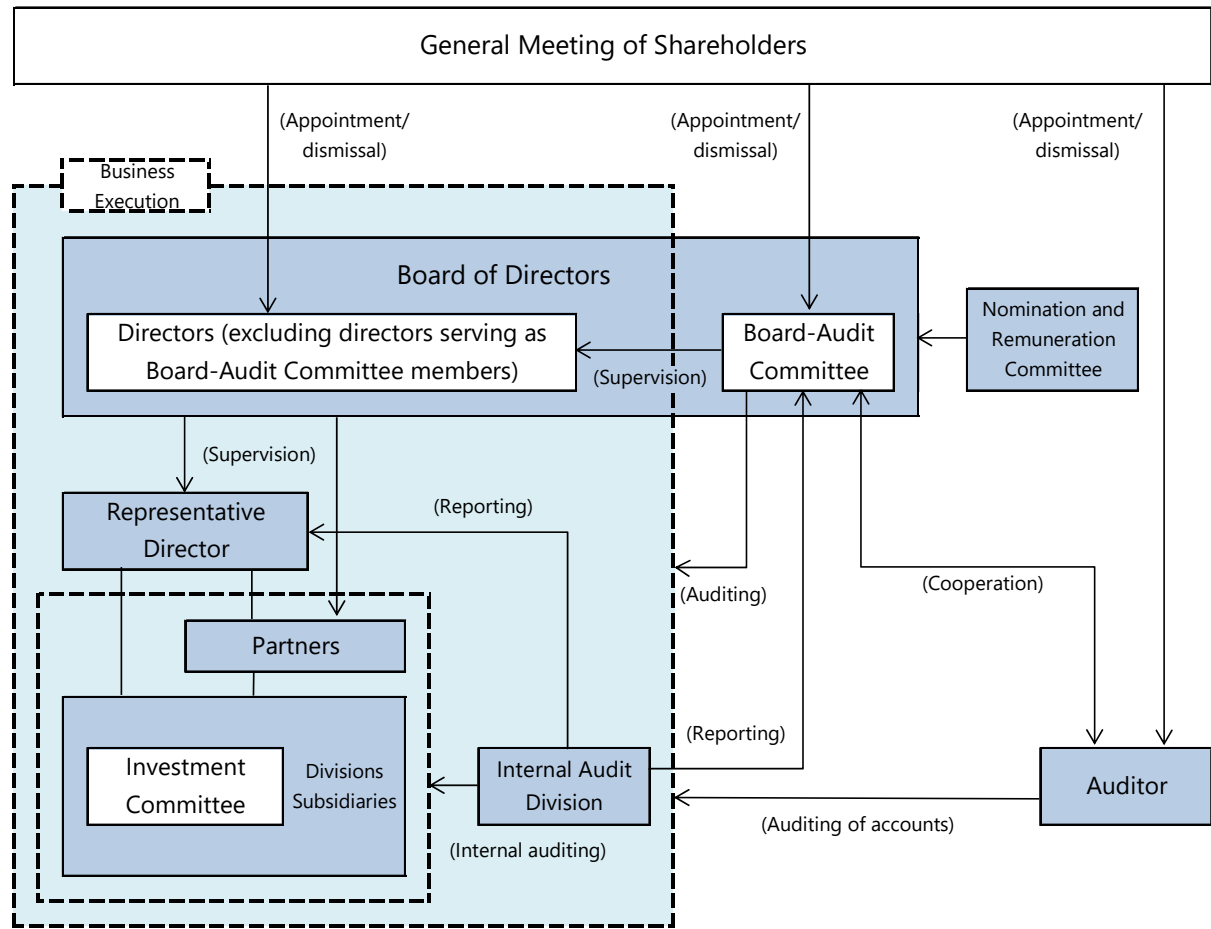 General Meeting of Shareholders
(Appointment/
dismissal)
(Appointment/
dismissal)
(Appointment/
dismissal)
Business
Execution
Board of Directors
Directors (excluding directors serving as
Board-Audit Committee members)
(Supervision)
Board-Audit
Committee
Nomination and
Remuneration
Committee
(Supervision)
Representative
Director
(Reporting)
(Auditing)
(Cooperation)
Partners
(Reporting)
Investment
Committee
Divisions
Subsidiaries
Internal Audit
Division
Auditor
(Internal auditing)
(Auditing of accounts)